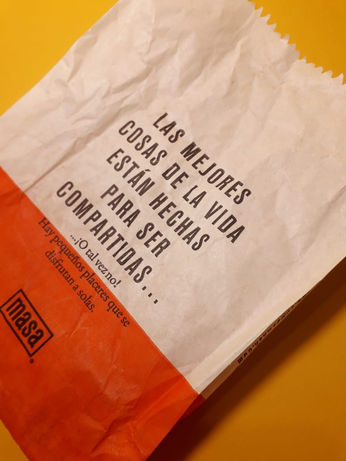 LAS MEJORES
COSAS DE LA VIDA
ESTÁN HECHAS
PARA SER
COMPARTIDAS...
...¡O tal vez no!
Hay pequeños placeres que se
disfrutan a solas.
masa